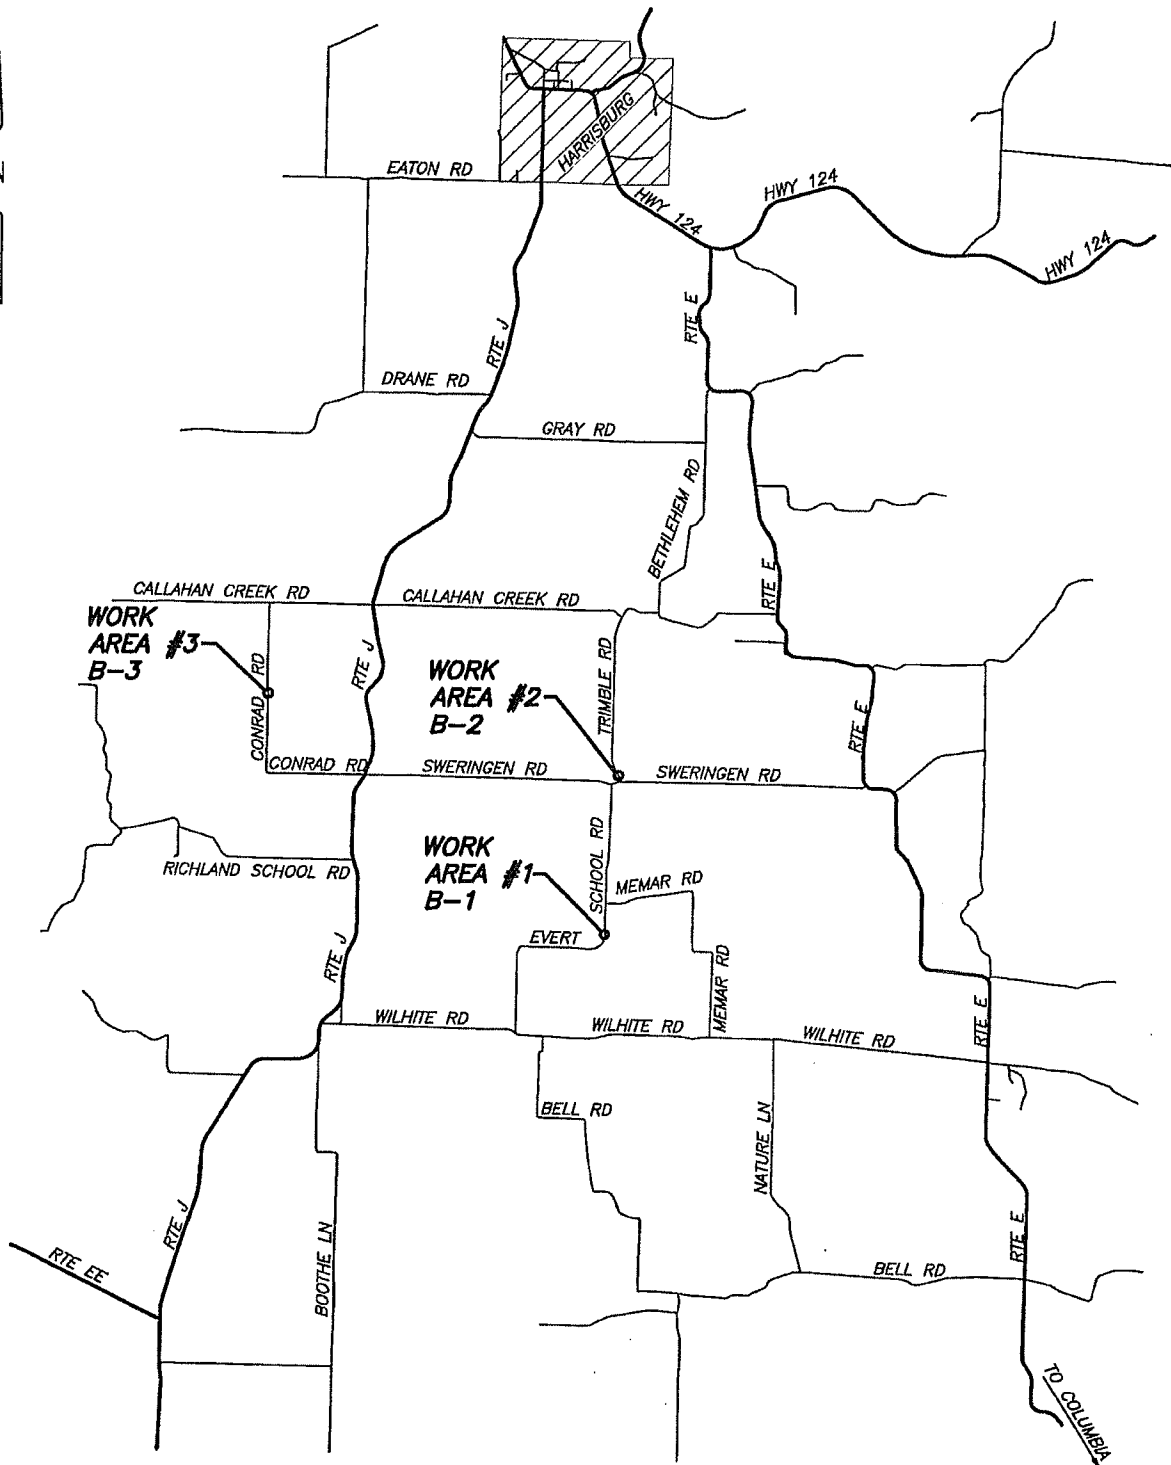 HARRISBURG
EATON RD
HWY 124
HWY 124
HWY 124
RTE J
RTE E
DRANE RD
GRAY RD
BETHLEHEM RD
RTE E
CALLAHAN CREEK RD
CALLAHAN CREEK RD
WORK
AREA #3
B-3
CONRAD RD
RTE J
WORK
AREA #2
B-2
TRIMBLE RD
RTE E
CONRAD RD
SWERINGEN RD
SWERINGEN RD
WORK
AREA #1
B-1
SCHOOL RD
MEMAR RD
RICHLAND SCHOOL RD
EVERT
RTE J
MEMAR RD
WILHITE RD
WILHITE RD
WILHITE RD
RTE E
BELL RD
NATURE LN
RTE J
RTE EE
BOOTHE LN
RTE E
BELL RD
TO COLUMBIA